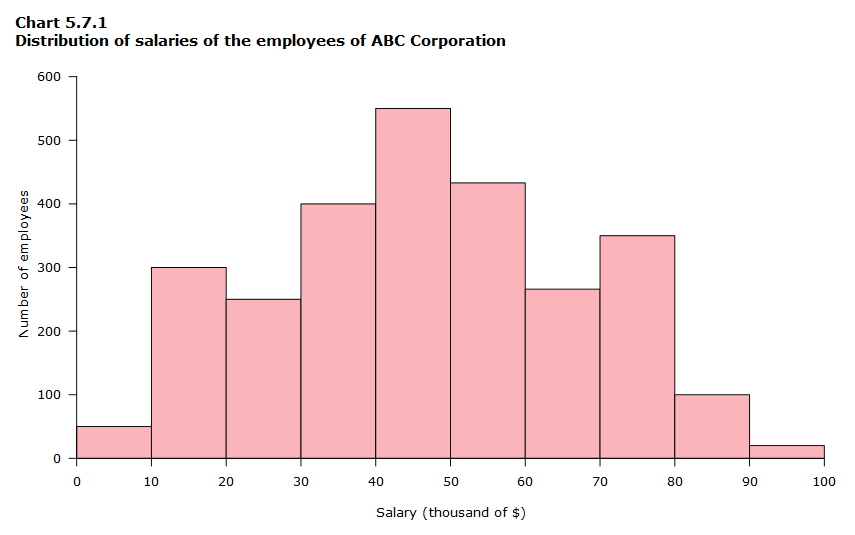 Chart 5.7.1
Distribution of salaries of the employees of ABC Corporation
Number of employees
600
500
400
300
200
100
0
0 10 20 30 40 50 60 70 80 90 100
Salary (thousand of $)